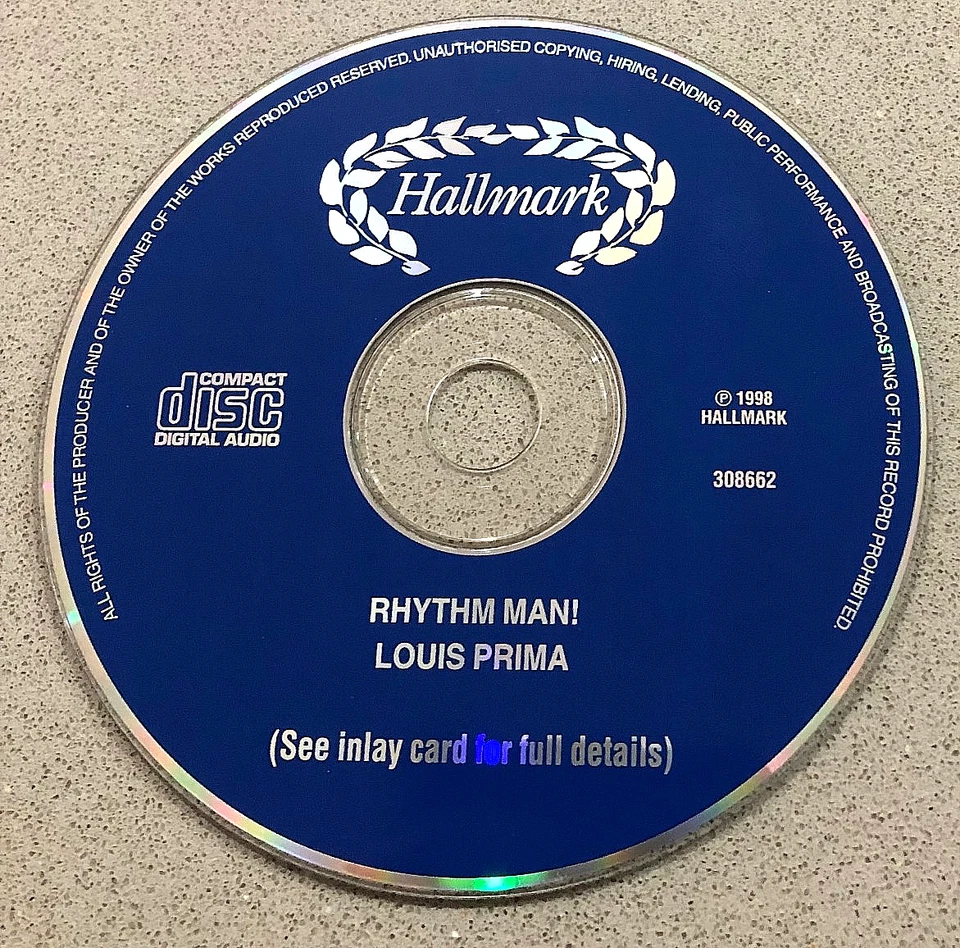 ALL RIGHTS OF THE PRODUCER AND OF THE OWNER OF THE WORKS REPRODUCED RESERVED. UNAUTHORISED COPYING, HIRING, LENDING, PUBLIC PERFORMANCE AND BROADCASTING OF THIS RECORD PROHIBITED.
Hallmark
COMPACT
disc
DIGITAL AUDIO
℗ 1998
HALLMARK
308662
RHYTHM MAN!
LOUIS PRIMA
(See inlay card for full details)